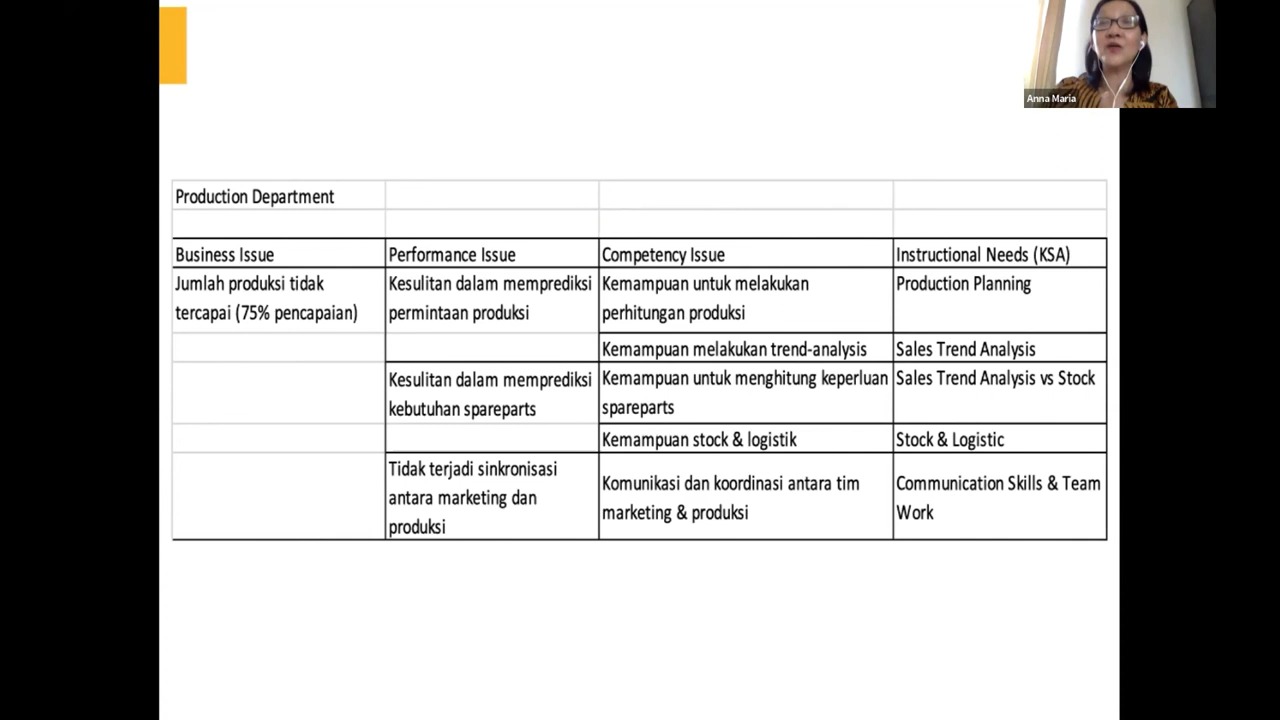 Anna Maria
Production Department
Business Issue
Performance Issue
Competency Issue
Instructional Needs (KSA)
Jumlah produksi tidak
tercapai (75% pencapaian)
Kesulitan dalam memprediksi
permintaan produksi
Kemampuan untuk melakukan
perhitungan produksi
Production Planning
Kemampuan melakukan trend-analysis
Sales Trend Analysis
Kesulitan dalam memprediksi
kebutuhan spareparts
Kemampuan untuk menghitung keperluan
spareparts
Sales Trend Analysis vs Stock
Kemampuan stock & logistik
Stock & Logistic
Tidak terjadi sinkronisasi
antara marketing dan
produksi
Komunikasi dan koordinasi antara tim
marketing & produksi
Communication Skills & Team
Work